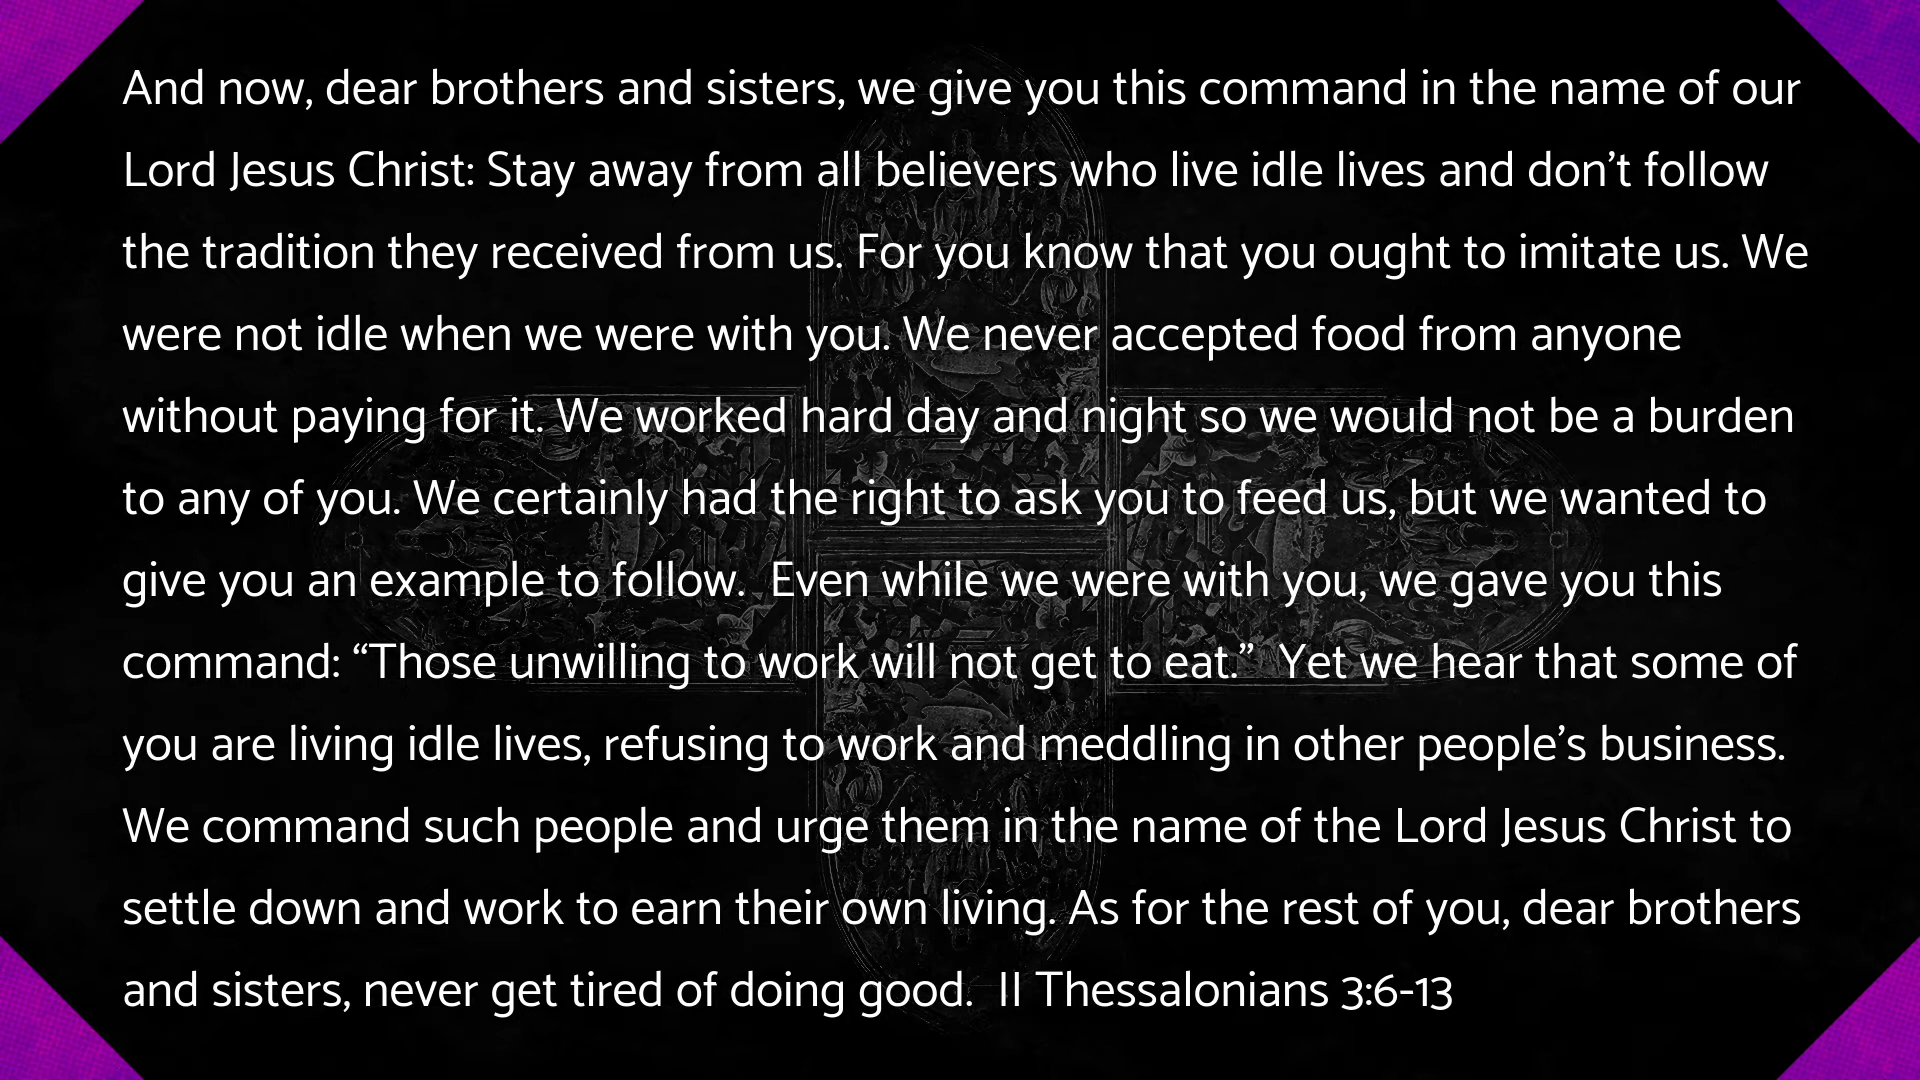 And now, dear brothers and sisters, we give you this command in the name of our
Lord Jesus Christ: Stay away from all believers who live idle lives and don’t follow
the tradition they received from us. For you know that you ought to imitate us. We
were not idle when we were with you. We never accepted food from anyone
without paying for it. We worked hard day and night so we would not be a burden
to any of you. We certainly had the right to ask you to feed us, but we wanted to
give you an example to follow.  Even while we were with you, we gave you this
command: “Those unwilling to work will not get to eat.”  Yet we hear that some of
you are living idle lives, refusing to work and meddling in other people’s business.
We command such people and urge them in the name of the Lord Jesus Christ to
settle down and work to earn their own living. As for the rest of you, dear brothers
and sisters, never get tired of doing good.  II Thessalonians 3:6-13